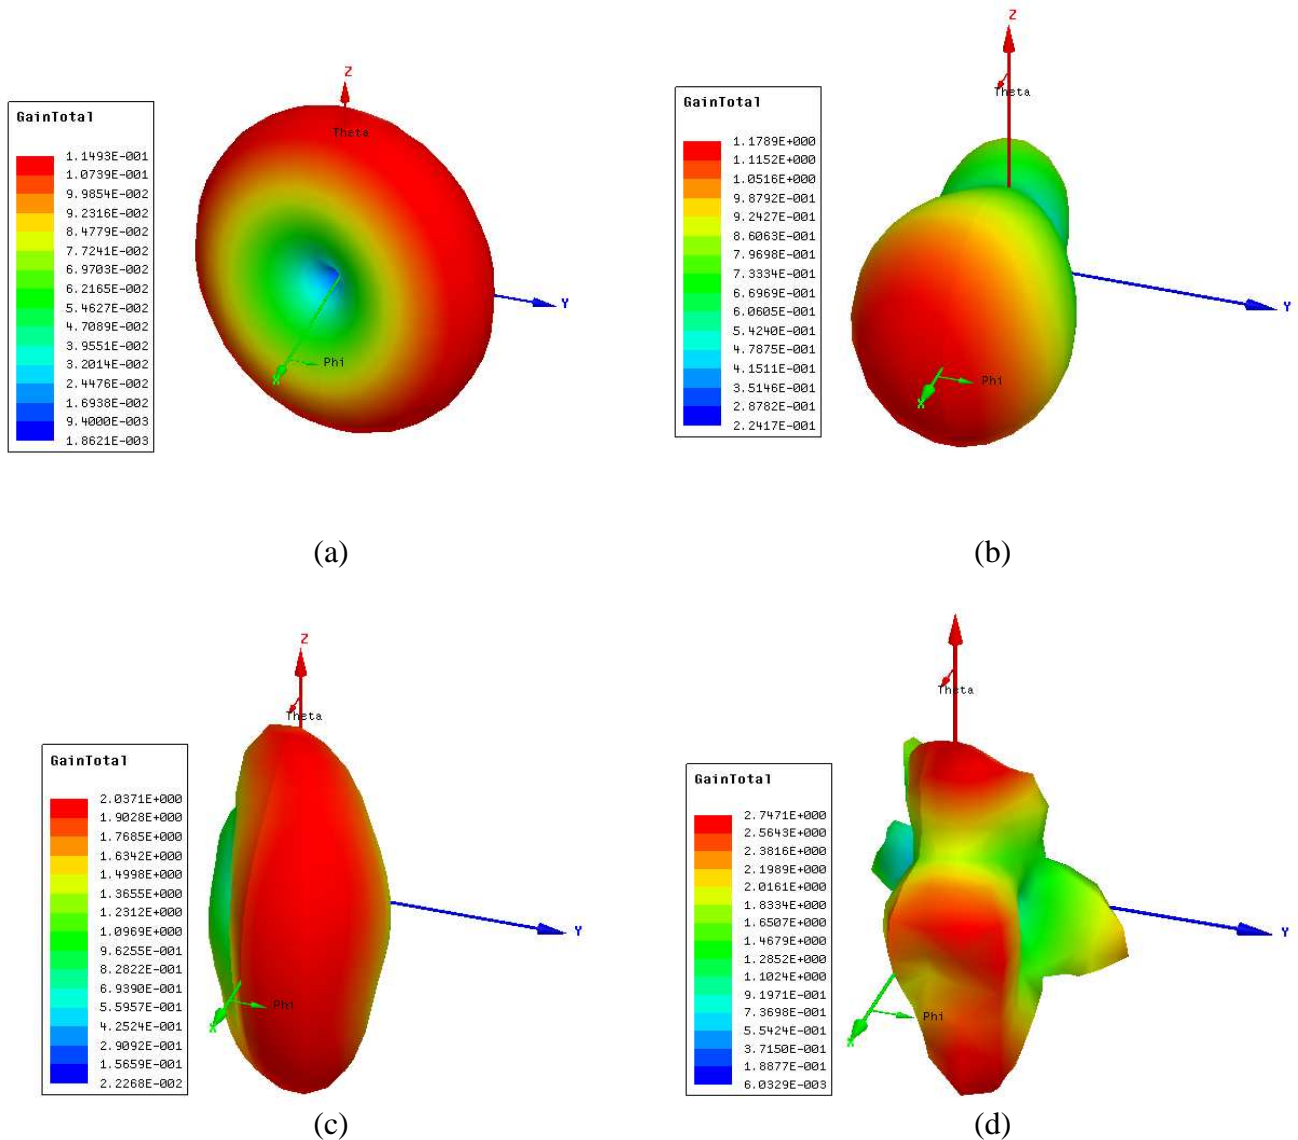 GainTotal
1.1493E-001
1.0739E-001
9.9854E-002
9.2316E-002
8.4779E-002
7.7241E-002
6.9703E-002
6.2165E-002
5.4627E-002
4.7089E-002
3.9551E-002
3.2014E-002
2.4476E-002
1.6938E-002
9.4000E-003
1.8621E-003
Z
Theta
Y
Phi
X
(a)
GainTotal
1.1789E+000
1.1152E+000
1.0516E+000
9.8792E-001
9.2427E-001
8.6063E-001
7.9698E-001
7.3334E-001
6.6969E-001
6.0605E-001
5.4240E-001
4.7875E-001
4.1511E-001
3.5146E-001
2.8782E-001
2.2417E-001
Z
Theta
Y
Phi
X
(b)
GainTotal
2.0371E+000
1.9028E+000
1.7685E+000
1.6342E+000
1.4998E+000
1.3655E+000
1.2312E+000
1.0969E+000
9.6255E-001
8.2822E-001
6.9390E-001
5.5957E-001
4.2524E-001
2.9092E-001
1.5659E-001
2.2268E-002
Z
Theta
Y
Phi
X
(c)
GainTotal
2.7471E+000
2.5643E+000
2.3816E+000
2.1989E+000
2.0161E+000
1.8334E+000
1.6507E+000
1.4679E+000
1.2852E+000
1.1024E+000
9.1971E-001
7.3698E-001
5.5424E-001
3.7150E-001
1.8877E-001
6.0329E-003
Theta
Y
Phi
X
(d)